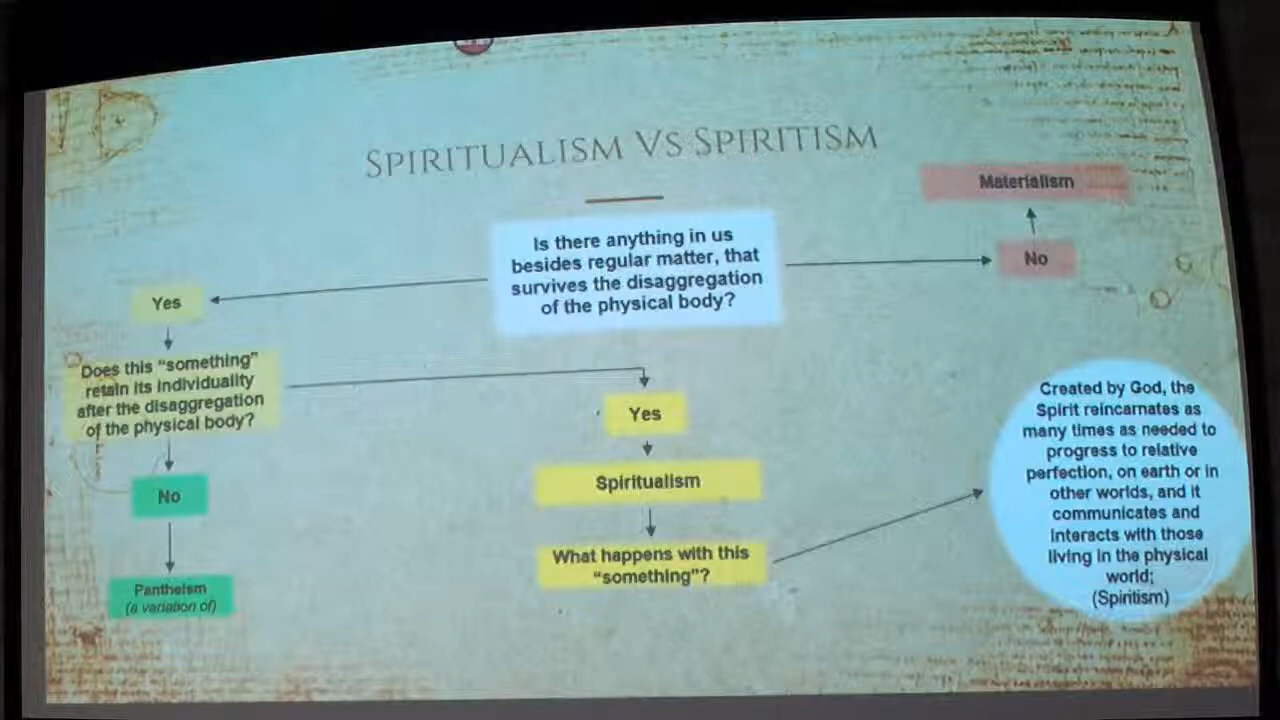 SPIRITUALISM VS SPIRITISM
Materialism
Is there anything in us
besides regular matter, that
survives the disaggregation
of the physical body?
No
Yes
Does this “something”
retain its individuality
after the disaggregation
of the physical body?
Yes
No
Spiritualism
What happens with this
“something”?
Pantheism
(a variation of)
Created by God, the
Spirit reincarnates as
many times as needed to
progress to relative
perfection, on earth or in
other worlds, and it
communicates and
interacts with those
living in the physical
world;
(Spiritism)